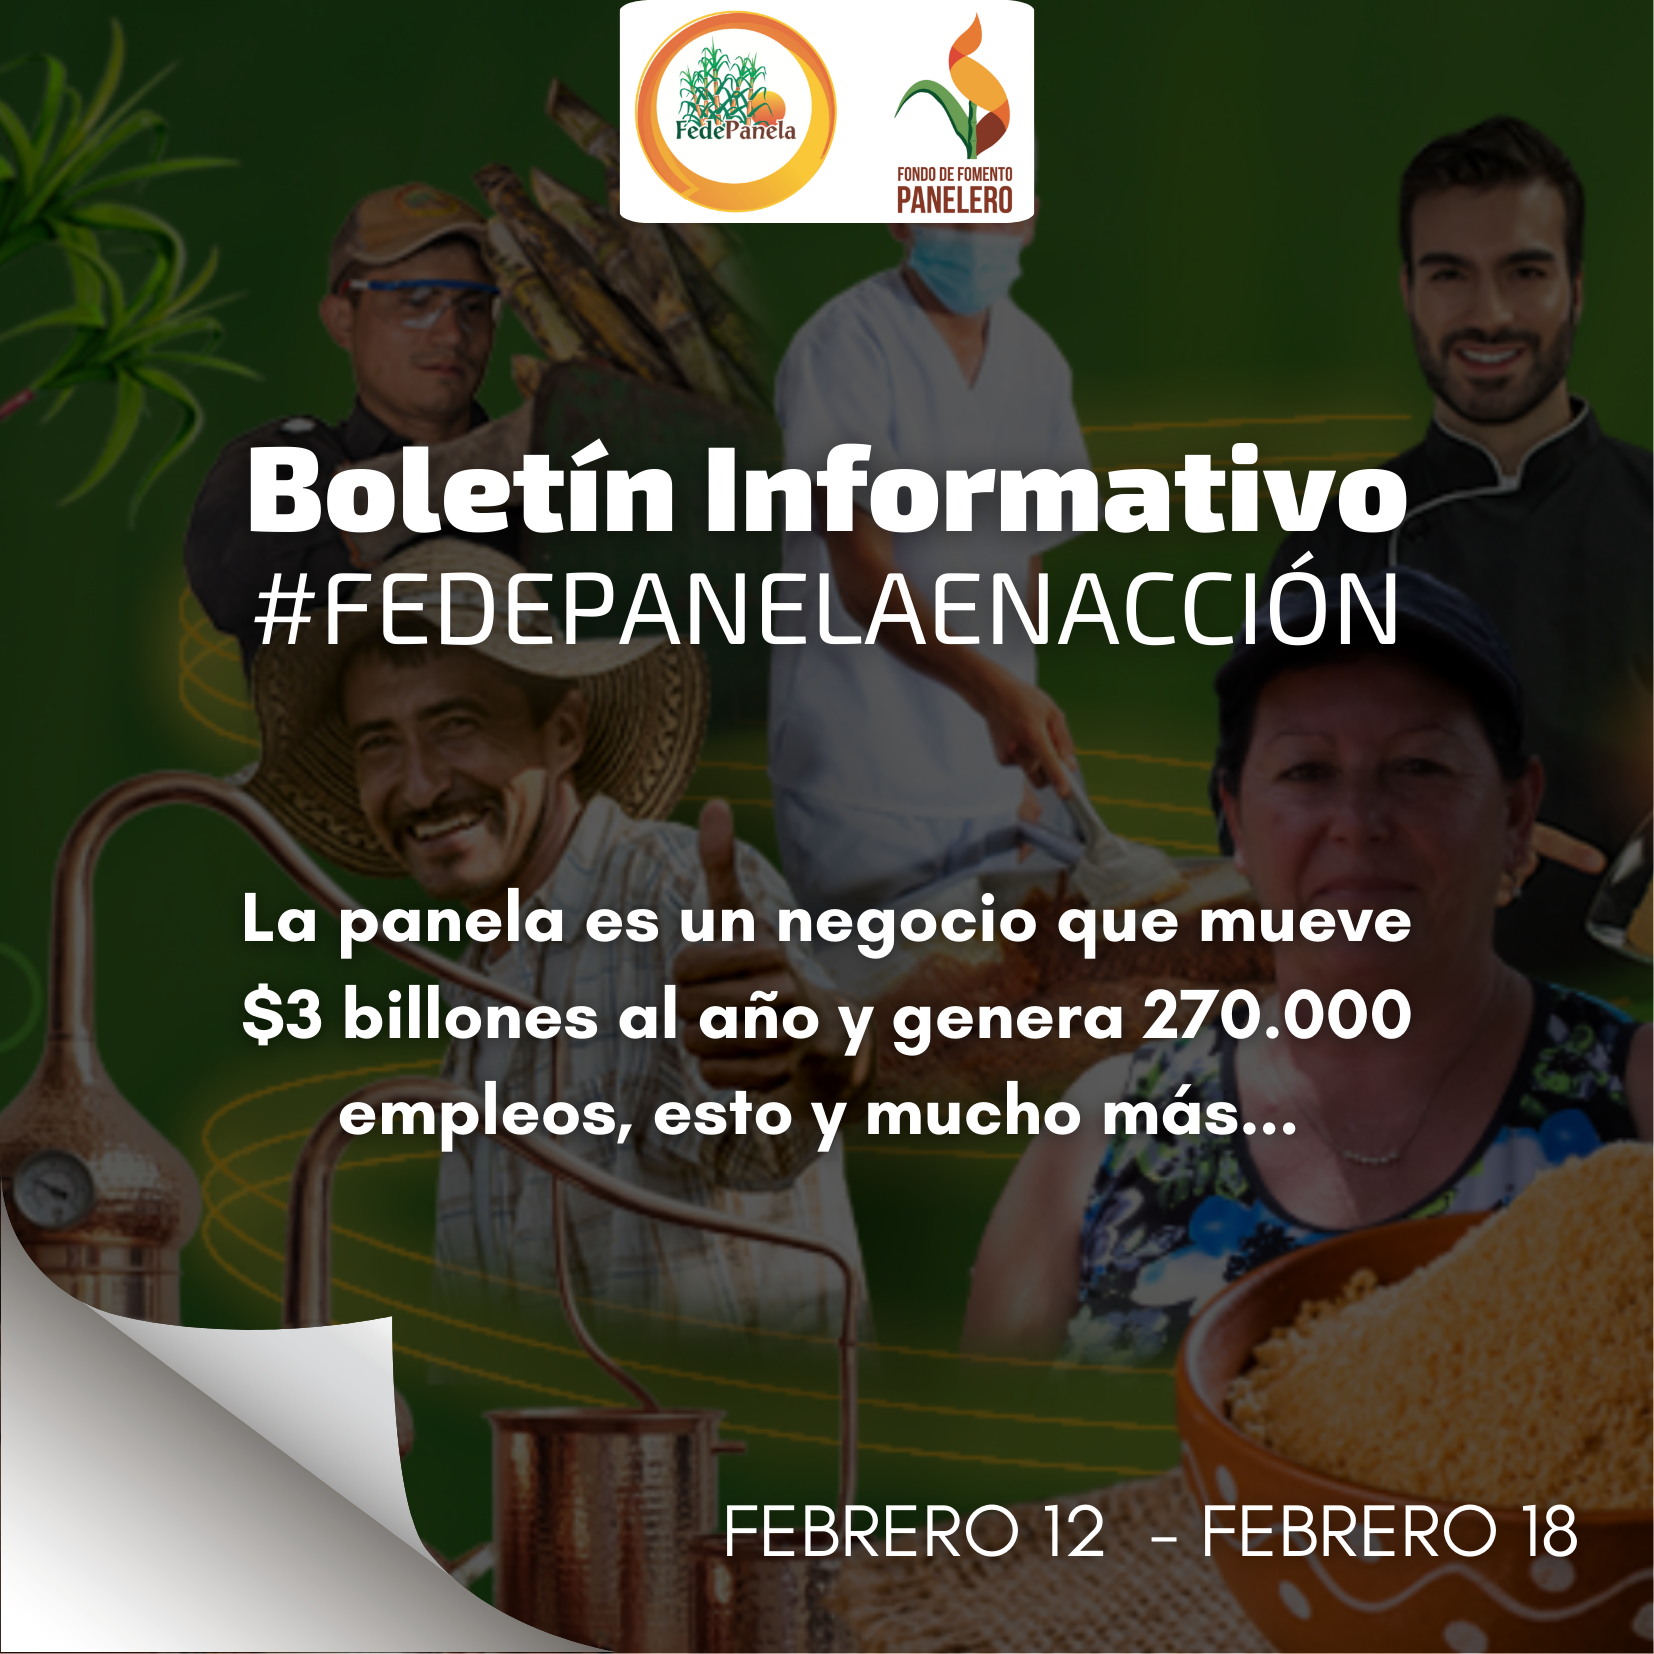 FedePanela
FONDO DE FOMENTO
PANELERO
Boletín Informativo
#FEDEPANELAENACCIÓN
La panela es un negocio que mueve
$3 billones al año y genera 270.000
empleos, esto y mucho más...
FEBRERO 12 – FEBRERO 18